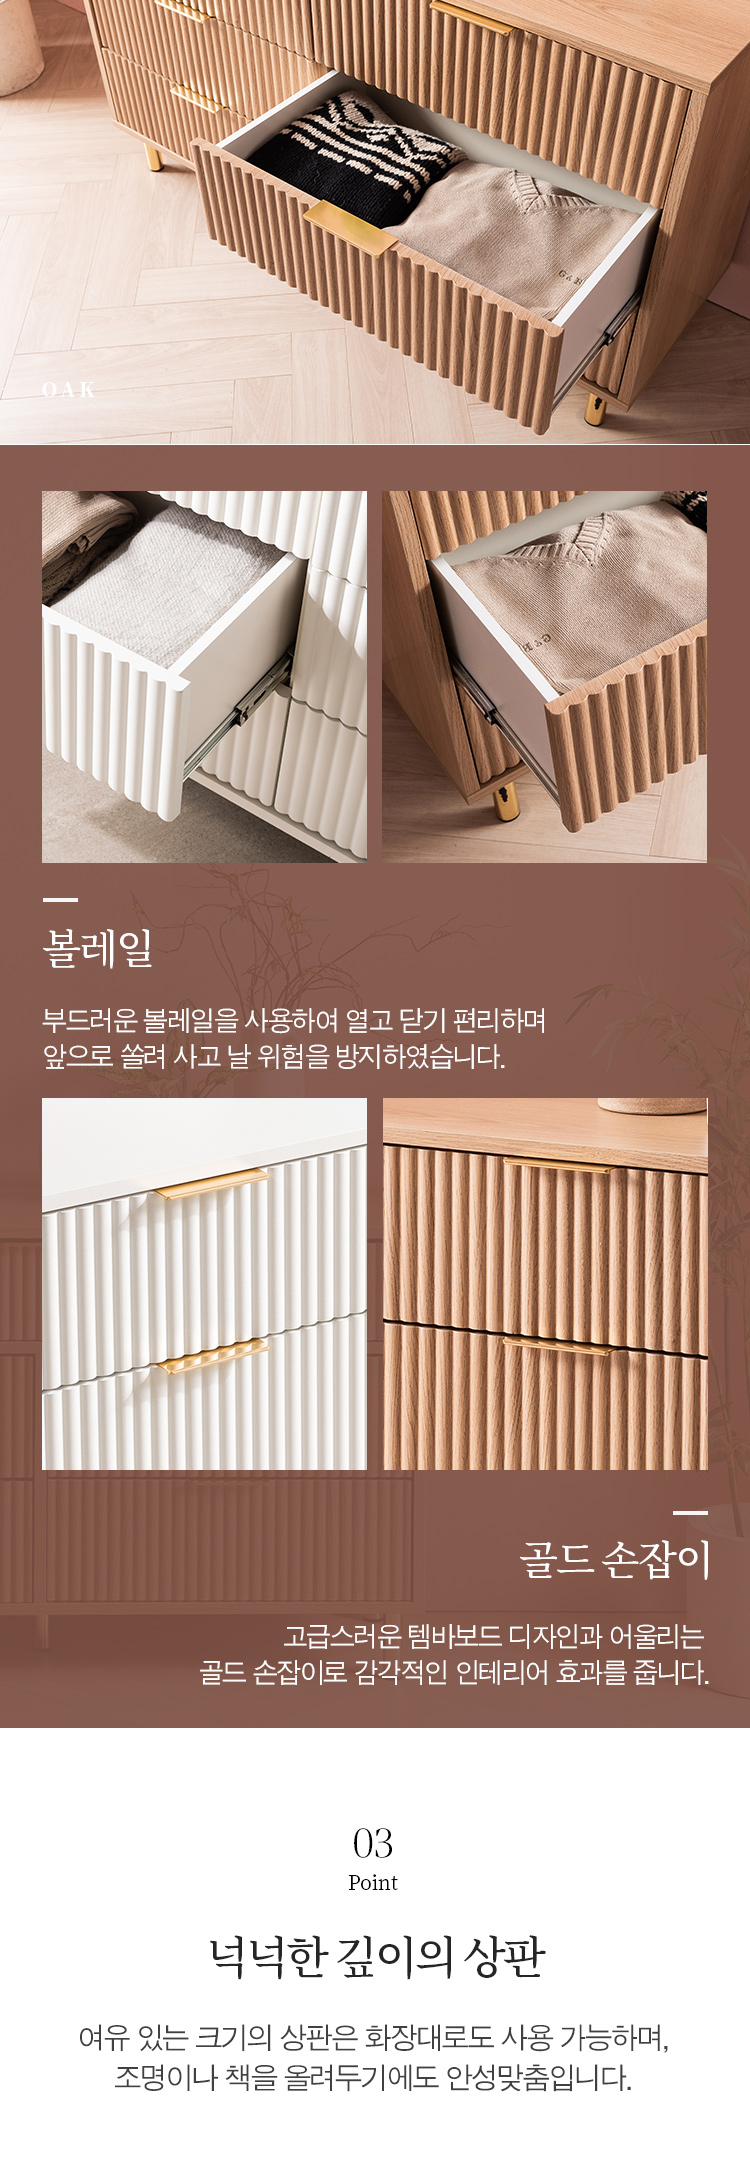 G & H
OAK
G & H
볼레일
부드러운 볼레일을 사용하여 열고 닫기 편리하며
앞으로 쏠려 사고 날 위험을 방지하였습니다.
골드 손잡이
고급스러운 템바보드 디자인과 어울리는
골드 손잡이로 감각적인 인테리어 효과를 줍니다.
03
Point
넉넉한 깊이의 상판
여유 있는 크기의 상판은 화장대로도 사용 가능하며,
조명이나 책을 올려두기에도 안성맞춤입니다.